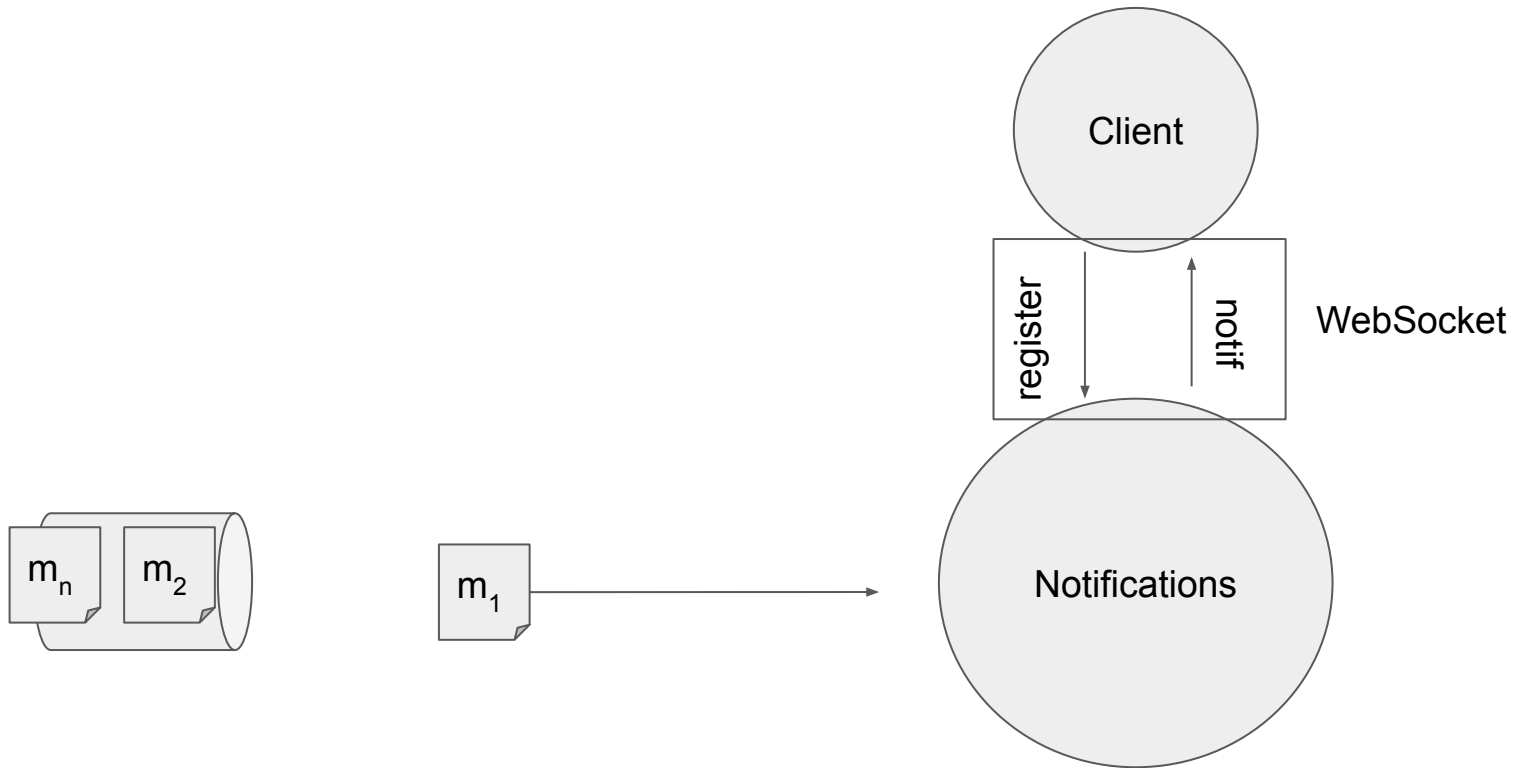 Client
register
notif
WebSocket
mₙ
m₂
m₁
Notifications